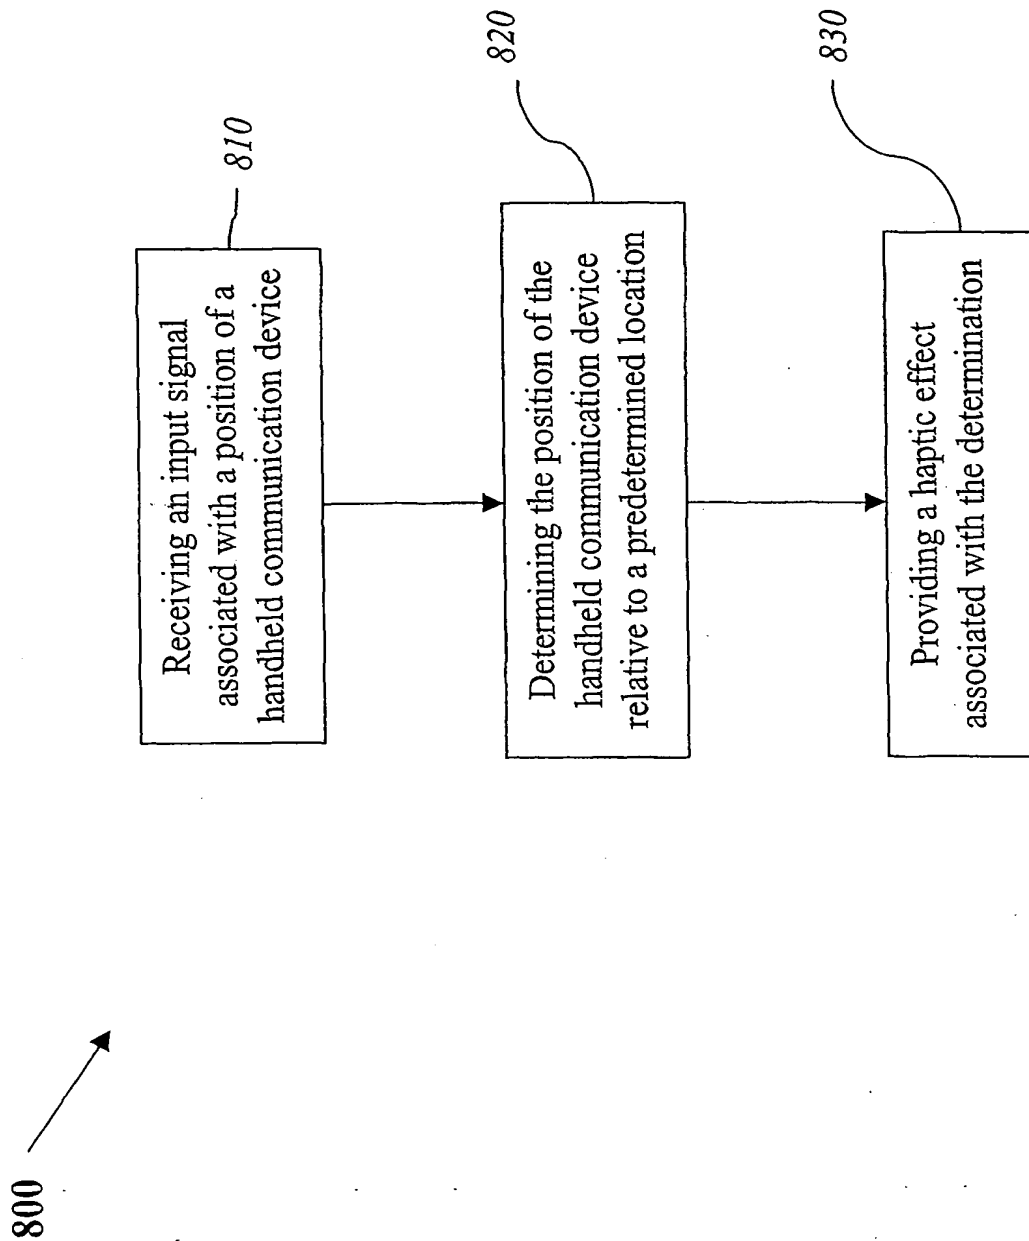 800
Receiving an input signal
associated with a position of a
handheld communication device
810
Determining the position of the
handheld communication device
relative to a predetermined location
820
Providing a haptic effect
associated with the determination
830